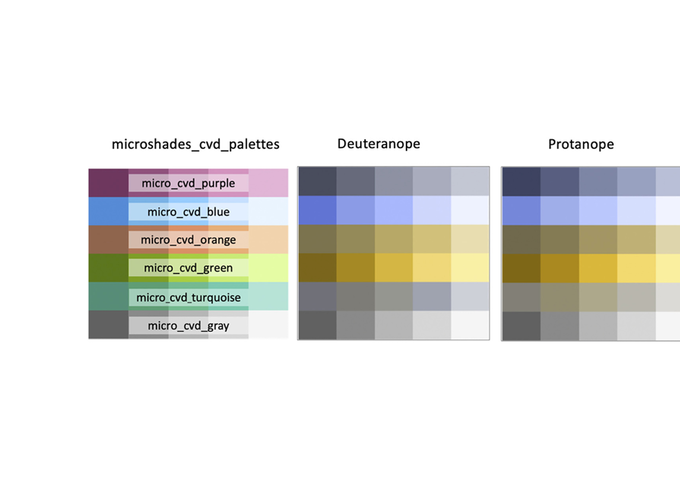 microshades_cvd_palettes
Deuteranope
Protanope
micro_cvd_purple
micro_cvd_blue
micro_cvd_orange
micro_cvd_green
micro_cvd_turquoise
micro_cvd_gray